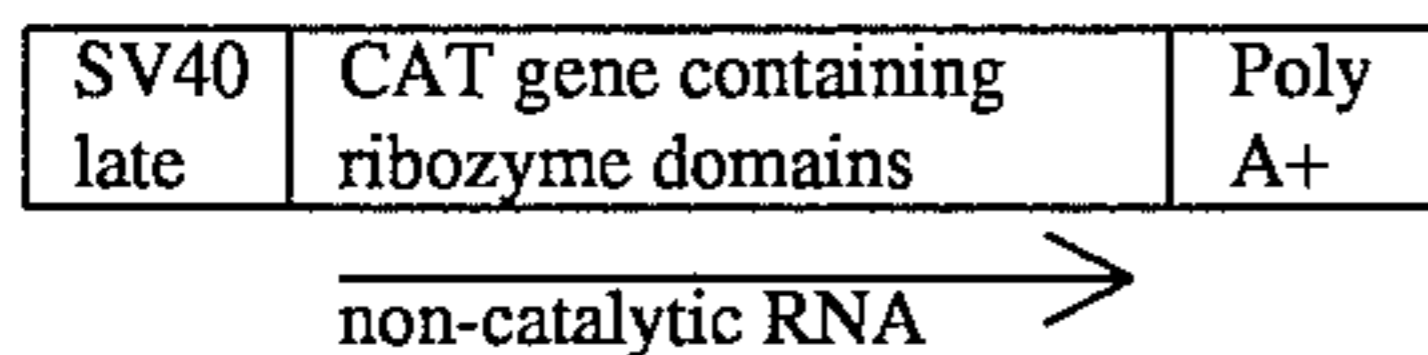 SV40
late
CAT gene containing
ribozyme domains
Poly
A+
non-catalytic RNA